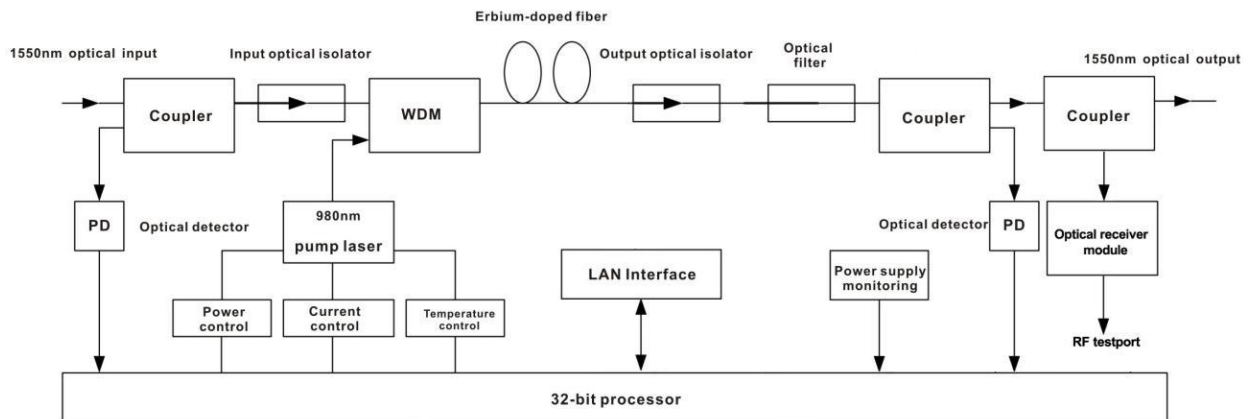 Erbium-doped fiber
1550nm optical input
Input optical isolator
Output optical isolator
Optical
filter
1550nm optical output
Coupler
WDM
Coupler
Coupler
PD
Optical detector
980nm
pump laser
Optical detector
PD
Optical receiver
module
LAN Interface
Power supply
monitoring
Power
control
Current
control
Temperature
control
RF testport
32-bit processor